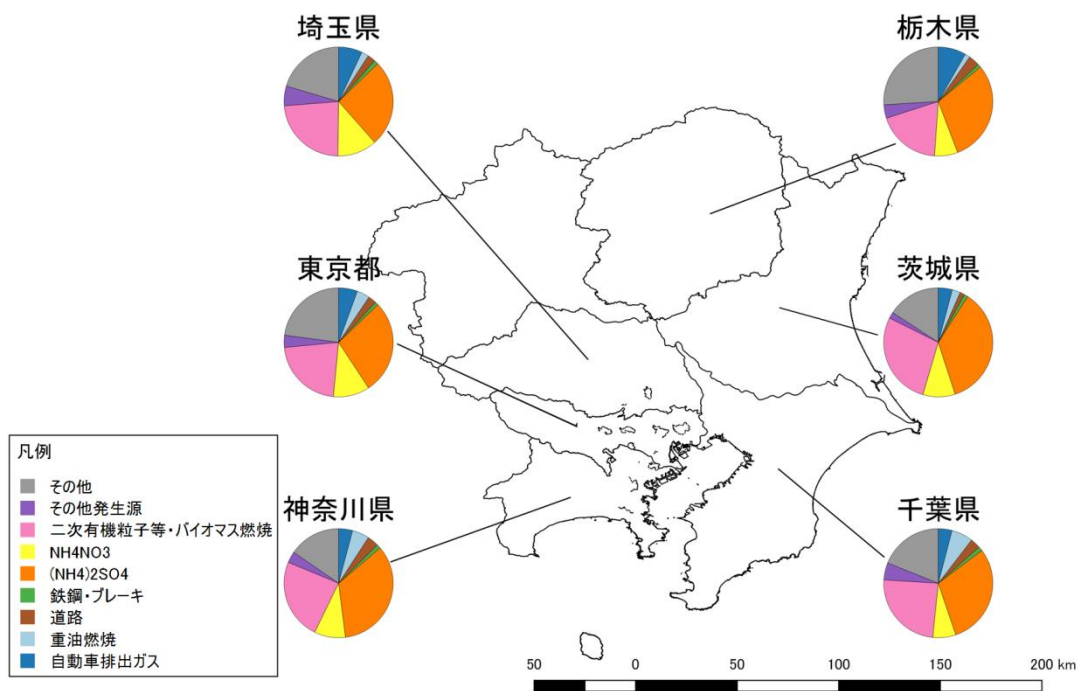 埼玉県
栃木県
東京都
茨城県
神奈川県
千葉県
凡例
その他
その他発生源
二次有機粒子等・バイオマス燃焼
NH4NO3
(NH4)2SO4
鉄鋼・ブレーキ
道路
重油燃焼
自動車排出ガス
50 0 50 100 150 200 km